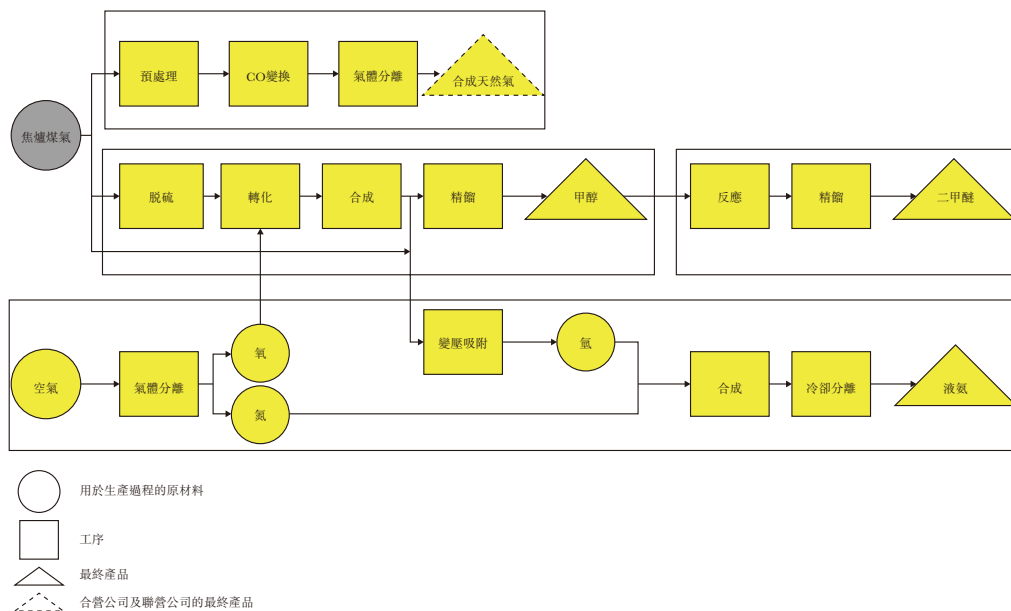 預處理
CO變換
氣體分離
合成天然氣
焦爐煤氣
脱硫
轉化
合成
精餾
甲醇
反應
精餾
二甲醚
空氣
氣體分離
氧
氮
變壓吸附
氫
合成
冷卻分離
液氨
用於生產過程的原材料
工序
最終產品
合營公司及聯營公司的最終產品